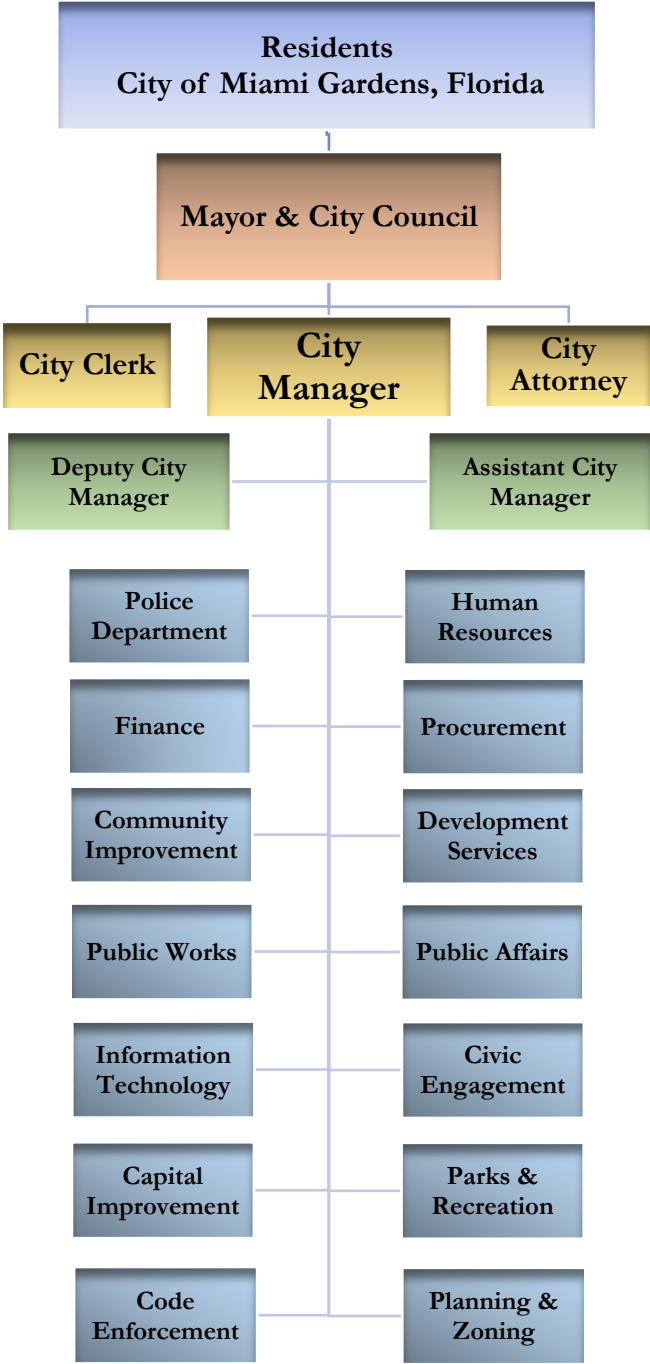 Residents
City of Miami Gardens, Florida
Mayor & City Council
City Clerk
City
Manager
City
Attorney
Deputy City
Manager
Assistant City
Manager
Police
Department
Human
Resources
Finance
Procurement
Community
Improvement
Development
Services
Public Works
Public Affairs
Information
Technology
Civic
Engagement
Capital
Improvement
Parks &
Recreation
Code
Enforcement
Planning &
Zoning